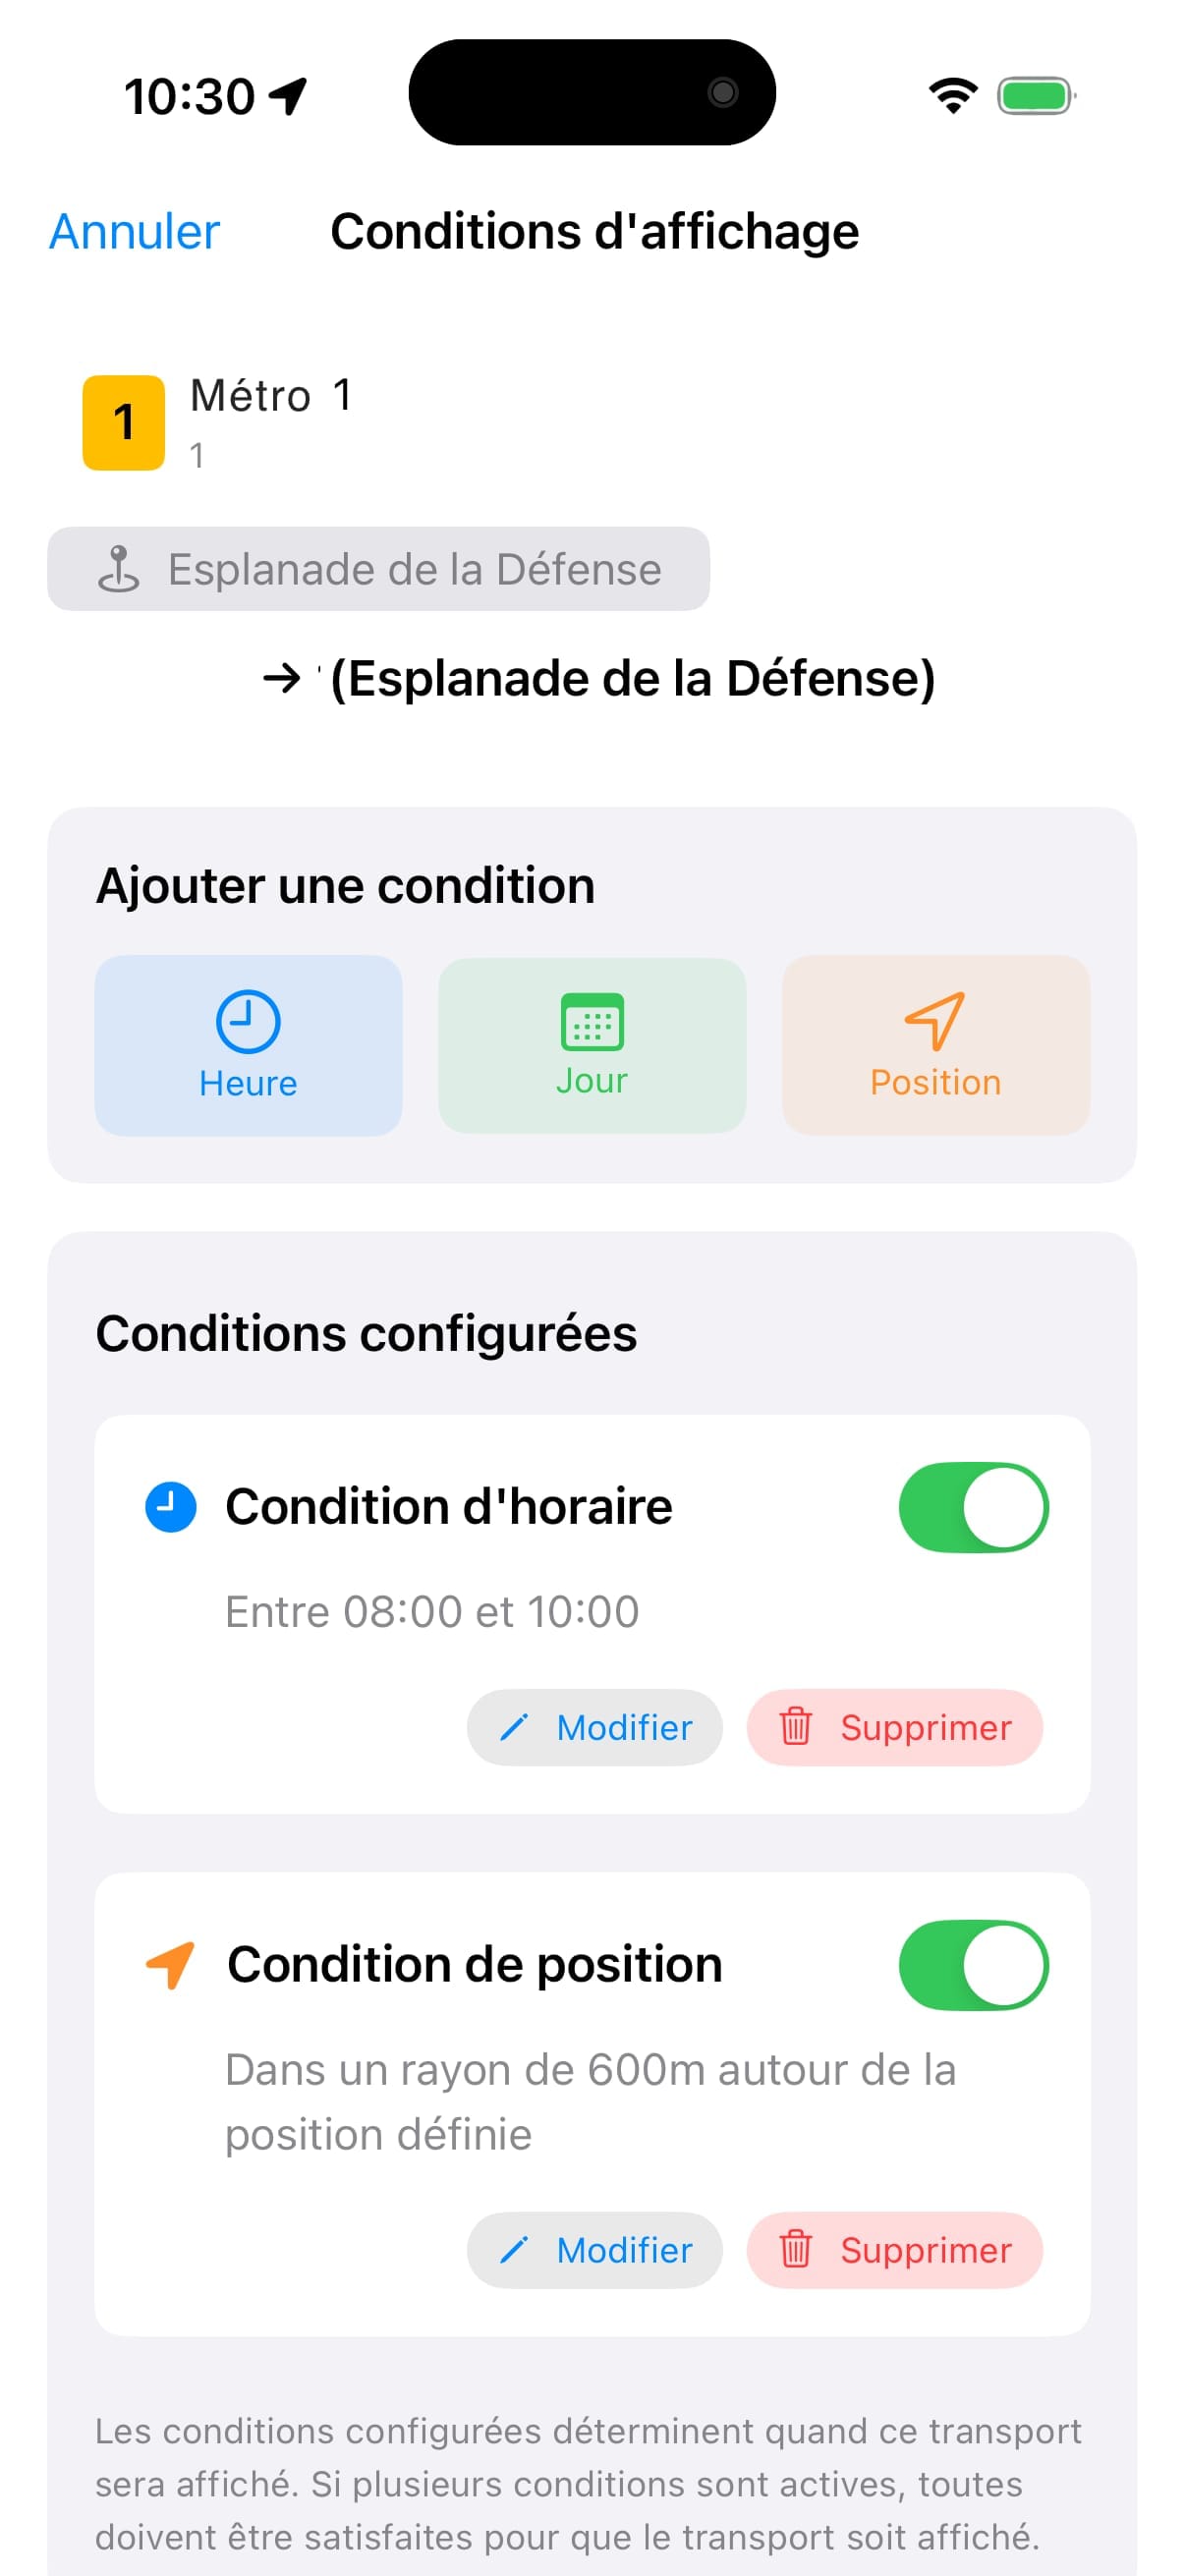 10:30
Annuler
Conditions d'affichage
1
Métro 1
1
Esplanade de la Défense
→ ' (Esplanade de la Défense)
Ajouter une condition
Heure
Jour
Position
Conditions configurées
Condition d'horaire
Entre 08:00 et 10:00
Modifier
Supprimer
Condition de position
Dans un rayon de 600m autour de la
position définie
Modifier
Supprimer
Les conditions configurées déterminent quand ce transport
sera affiché. Si plusieurs conditions sont actives, toutes
doivent être satisfaites pour que le transport soit affiché.